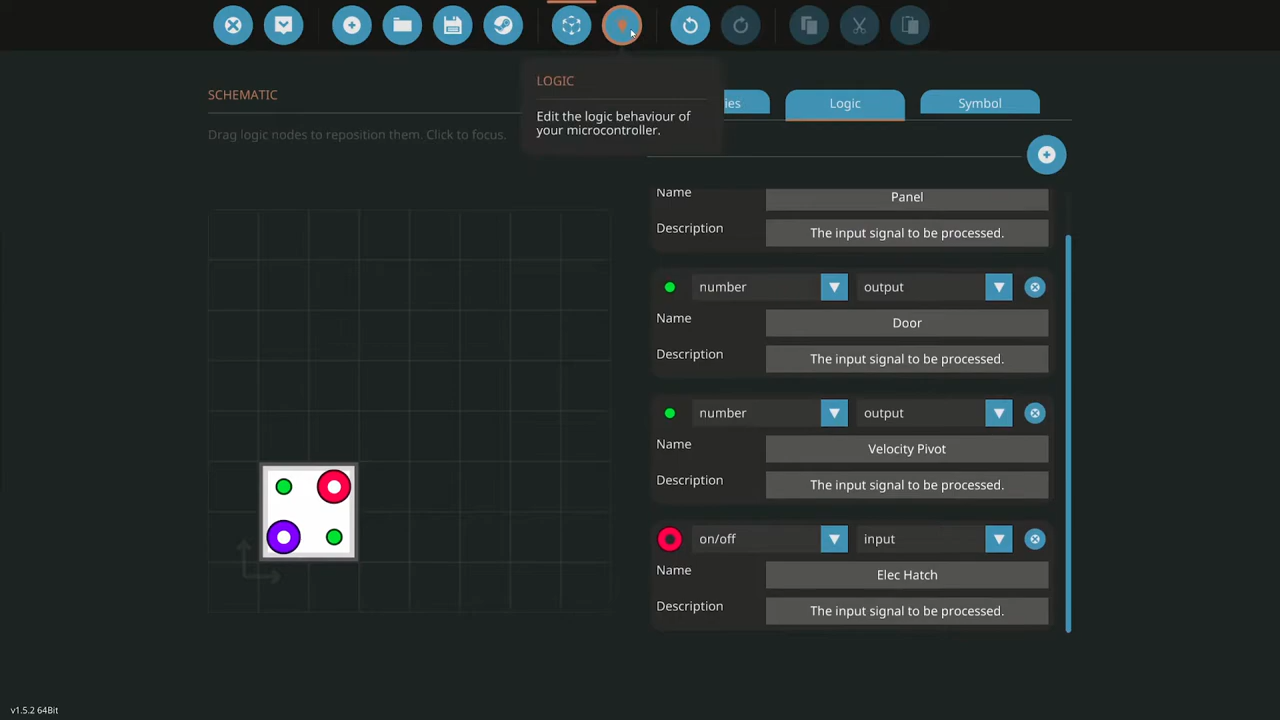 LOGIC
Edit the logic behaviour of
your microcontroller.
SCHEMATIC
Drag logic nodes to reposition them. Click to focus.
ies
Logic
Symbol
Name
Panel
Description
The input signal to be processed.
number
output
Name
Door
Description
The input signal to be processed.
number
output
Name
Velocity Pivot
Description
The input signal to be processed.
on/off
input
Name
Elec Hatch
Description
The input signal to be processed.
v1.5.2 64Bit